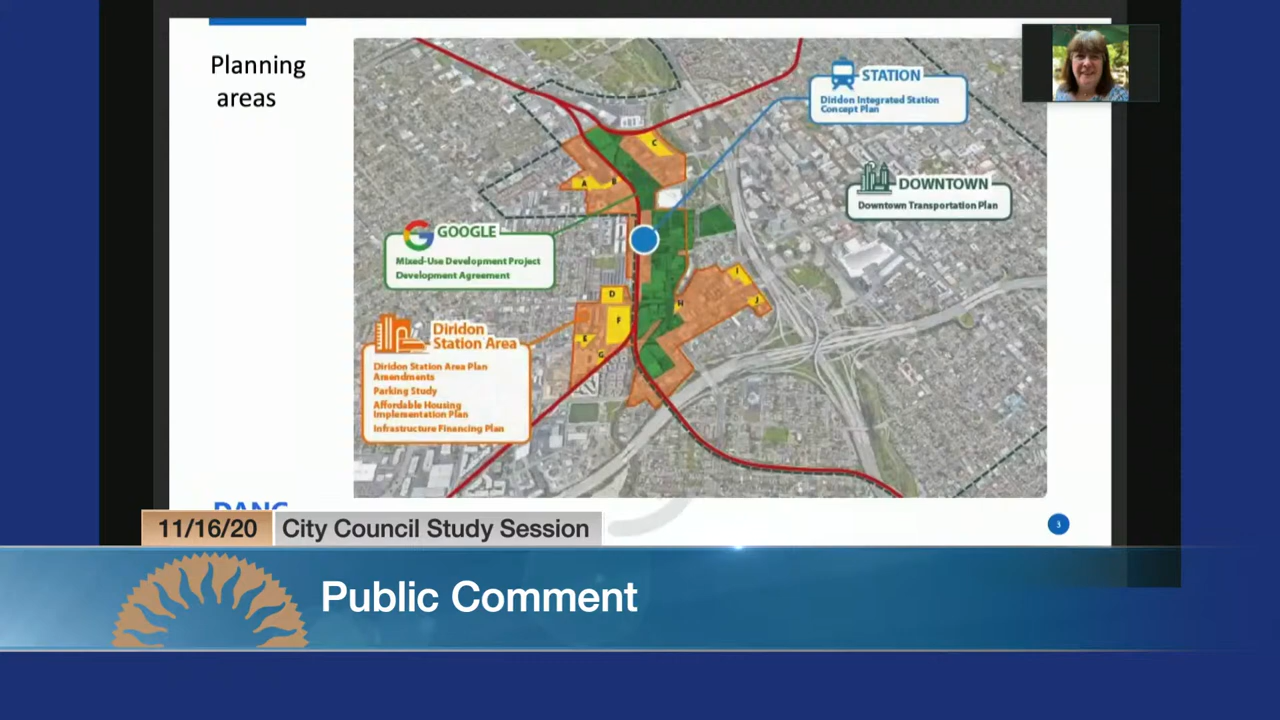 Planning
areas
STATION
Diridon Integrated Station
Concept Plan
DOWNTOWN
Downtown Transportation Plan
GOOGLE
Mixed-Use Development Project
Development Agreement
Diridon
Station Area
Diridon Station Area Plan
Amendments
Parking Study
Affordable Housing
Implementation Plan
Infrastructure Financing Plan
A
B
C
D
E
F
G
H
I
J
3
11/16/20 City Council Study Session
Public Comment